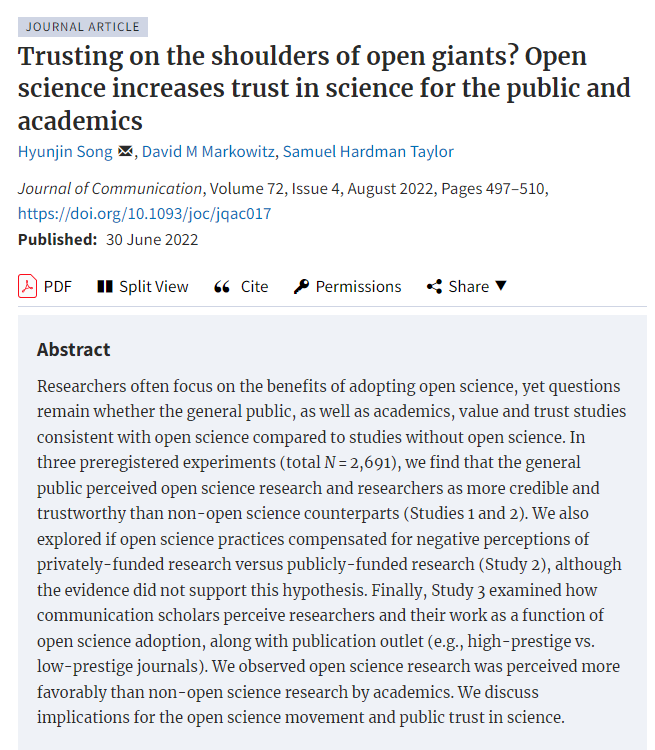 JOURNAL ARTICLE
Trusting on the shoulders of open giants? Open
science increases trust in science for the public and
academics
Hyunjin Song, David M Markowitz, Samuel Hardman Taylor
Journal of Communication, Volume 72, Issue 4, August 2022, Pages 497–510,
https://doi.org/10.1093/joc/jqac017
Published: 30 June 2022
PDF Split View Cite Permissions Share
Abstract
Researchers often focus on the benefits of adopting open science, yet questions
remain whether the general public, as well as academics, value and trust studies
consistent with open science compared to studies without open science. In
three preregistered experiments (total N = 2,691), we find that the general
public perceived open science research and researchers as more credible and
trustworthy than non-open science counterparts (Studies 1 and 2). We also
explored if open science practices compensated for negative perceptions of
privately-funded research versus publicly-funded research (Study 2), although
the evidence did not support this hypothesis. Finally, Study 3 examined how
communication scholars perceive researchers and their work as a function of
open science adoption, along with publication outlet (e.g., high-prestige vs.
low-prestige journals). We observed open science research was perceived more
favorably than non-open science research by academics. We discuss
implications for the open science movement and public trust in science.